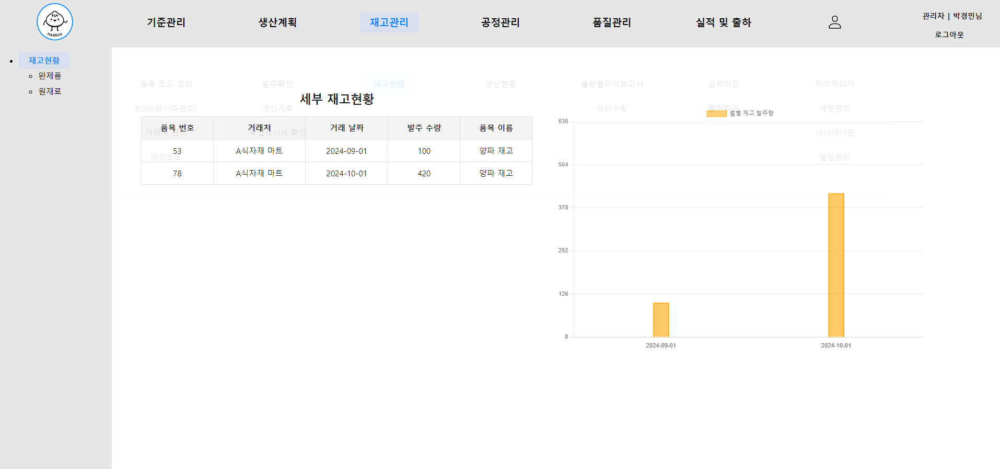 MANDOO
기준관리 생산계획 재고관리 공정관리 품질관리 실적 및 출하
관리자 | 박경민님
로그아웃
재고현황
완제품
원재료
품목 코드 조회 발주확인 재고현황 생산현황 불량률파악보고서 실적마감 마이페이지
BOM(레시피관리) 생산계획 에러수량 출하확인 계정관리
거래처 관리 작업지시서 확인 사내게시판
에러코드 일정관리
세부 재고현황
품목 번호 거래처 거래 날짜 발주 수량 품목 이름
53 A식자재 마트 2024-09-01 100 양파 재고
78 A식자재 마트 2024-10-01 420 양파 재고
월별 재고 발주량
630
504
378
252
126
0
2024-09-01 2024-10-01